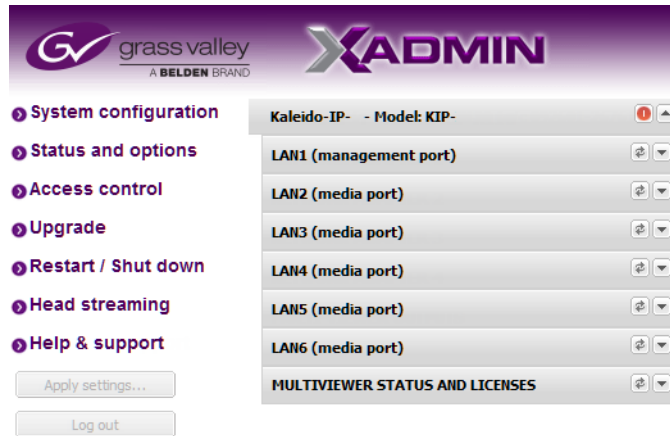 GV grass valley
A BELDEN BRAND
XADMIN
System configuration
Status and options
Access control
Upgrade
Restart / Shut down
Head streaming
Help & support
Apply settings...
Log out
Kaleido-IP- - Model: KIP-
LAN1 (management port)
LAN2 (media port)
LAN3 (media port)
LAN4 (media port)
LAN5 (media port)
LAN6 (media port)
MULTIVIEWER STATUS AND LICENSES